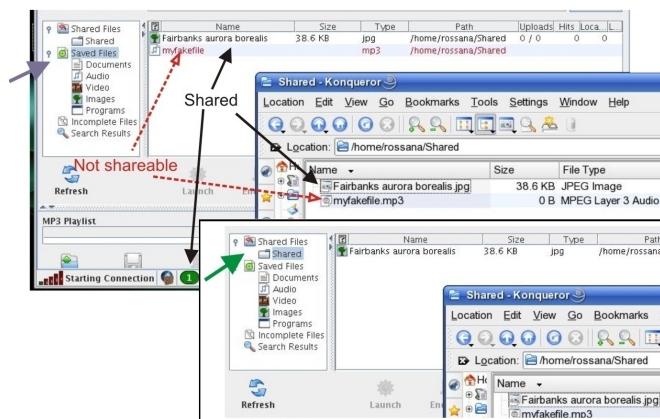 Shared Files
Shared
Saved Files
Documents
Audio
Video
Images
Programs
Incomplete Files
Search Results
Name Size Type Path Uploads Hits Loca... L...
Fairbanks aurora borealis 38.6 KB jpg /home/rossana/Shared 0 / 0 0 0
myfakefile mp3 /home/rossana/Shared
Shared
Not shareable
Refresh
Launch
MP3 Playlist
Starting Connection 1
Shared - Konqueror
Location Edit View Go Bookmarks Tools Settings Window Help
Location: /home/rossana/Shared
Name Size File Type
Fairbanks aurora borealis.jpg 38.6 KB JPEG Image
myfakefile.mp3 0 B MPEG Layer 3 Audio
Shared Files
Shared
Saved Files
Documents
Audio
Video
Images
Programs
Incomplete Files
Search Results
Name Size Type Path
Fairbanks aurora borealis 38.6 KB jpg /home/rossana
Refresh
Launch
Shared - Konqueror
Location Edit View Go Bookmarks
Location: /home/rossana/Shared
Name
Fairbanks aurora borealis.jpg
myfakefile.mp3